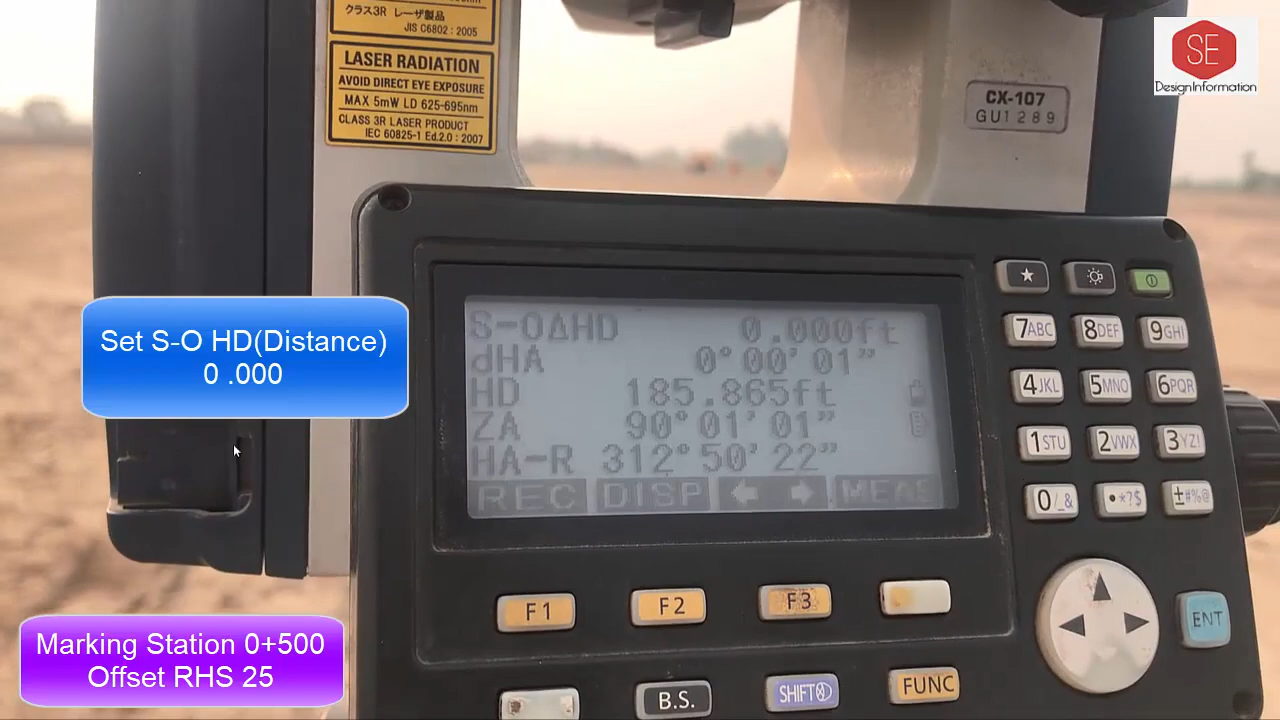 クラス3R レーザ製品
JIS C6802 : 2005
LASER RADIATION
AVOID DIRECT EYE EXPOSURE
MAX 5mW LD 625-695nm
CLASS 3R LASER PRODUCT
IEC 60825-1 Ed.2.0 : 2007
SE
DesignInformation
CX-107
GU1289
Set S-O HD(Distance)
0 .000
S-OΔHD 0.000ft
dHA 0°00'01"
HD 185.865ft
ZA 90°01'01"
HA-R 312°50'22"
REC DISP ← → MEAS
★
7ABC 8DEF 9GHI
4JKL 5MNO 6PQR
1STU 2VWX 3YZ!
0/_& •*?$ ±#%@
F1 F2 F3
ENT
B.S. SHIFT FUNC
Marking Station 0+500
Offset RHS 25